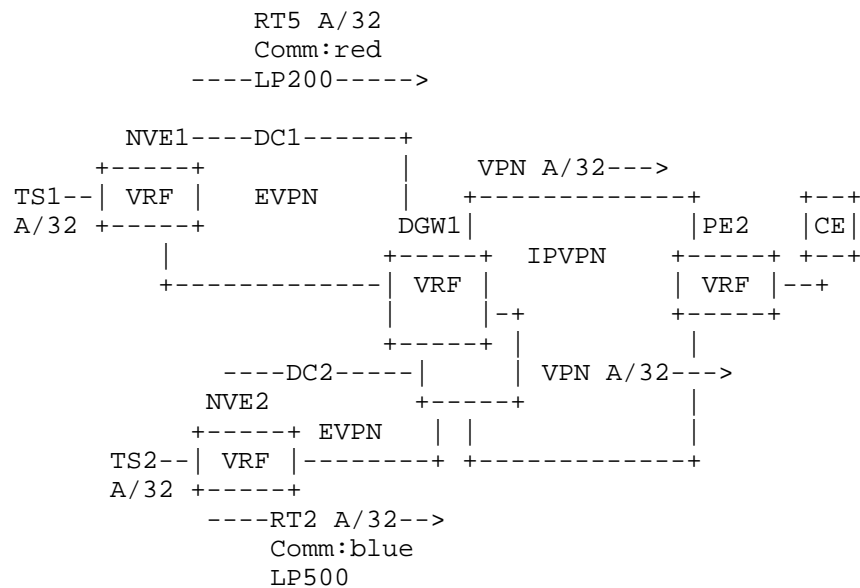 RT5 A/32
Comm:red
----LP200----->
NVE1----DC1------+
+-----+ | VPN A/32--->
TS1--| VRF | EVPN | +-------------+ +--+
A/32 +-----+ DGW1| |PE2 |CE|
| +-----+ IPVPN +-----+ +--+
+-------------| VRF | | VRF |--+
| |-+ +-----+
+-----+ | |
----DC2-----| | VPN A/32--->
NVE2 +-----+ |
+-----+ EVPN | | |
TS2--| VRF |--------+ +-------------+
A/32 +-----+
----RT2 A/32-->
Comm:blue
LP500